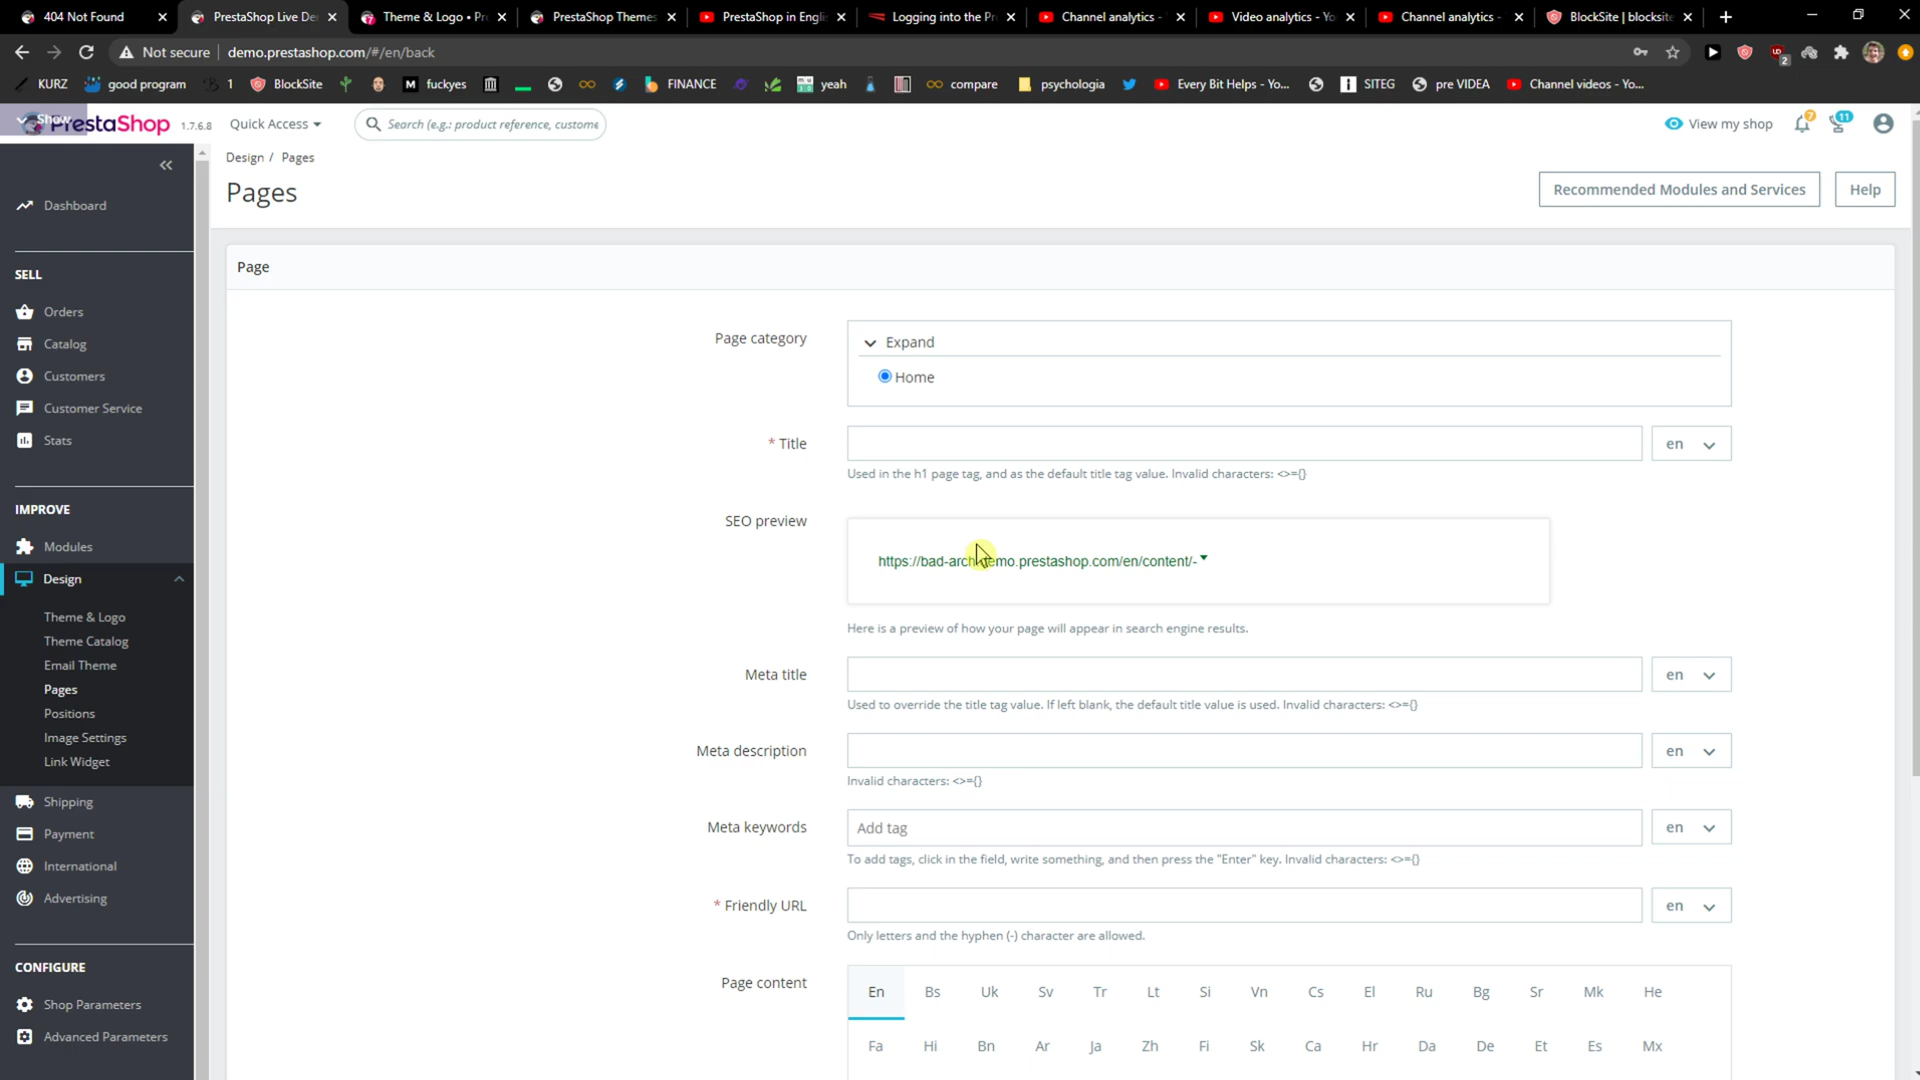 404 Not Found
PrestaShop Live De
Theme & Logo • Pr
PrestaShop Themes
PrestaShop in Engli
Logging into the Pr
Channel analytics -
Video analytics - Yo
Channel analytics -
BlockSite | blocksite
Not secure
demo.prestashop.com/#/en/back
2
KURZ
good program
1
BlockSite
M fuckyes
FINANCE
yeah
compare
psychologia
Every Bit Helps - Yo...
SITEG
pre VIDEA
Channel videos - Yo...
Show
PrestaShop
1.7.6.8
Quick Access
Search (e.g.: product reference, custome
View my shop
7
11
Design / Pages
Pages
Recommended Modules and Services
Help
Dashboard
SELL
Orders
Catalog
Customers
Customer Service
Stats
IMPROVE
Modules
Design
Theme & Logo
Theme Catalog
Email Theme
Pages
Positions
Image Settings
Link Widget
Shipping
Payment
International
Advertising
CONFIGURE
Shop Parameters
Advanced Parameters
Page
Page category
Expand
Home
* Title
en
Used in the h1 page tag, and as the default title tag value. Invalid characters: <>={}
SEO preview
https://bad-arch demo.prestashop.com/en/content/-
Here is a preview of how your page will appear in search engine results.
Meta title
en
Used to override the title tag value. If left blank, the default title value is used. Invalid characters: <>={}
Meta description
en
Invalid characters: <>={}
Meta keywords
Add tag
en
To add tags, click in the field, write something, and then press the "Enter" key. Invalid characters: <>={}
* Friendly URL
en
Only letters and the hyphen (-) character are allowed.
Page content
En Bs Uk Sv Tr Lt Si Vn Cs El Ru Bg Sr Mk He
Fa Hi Bn Ar Ja Zh Fi Sk Ca Hr Da De Et Es Mx